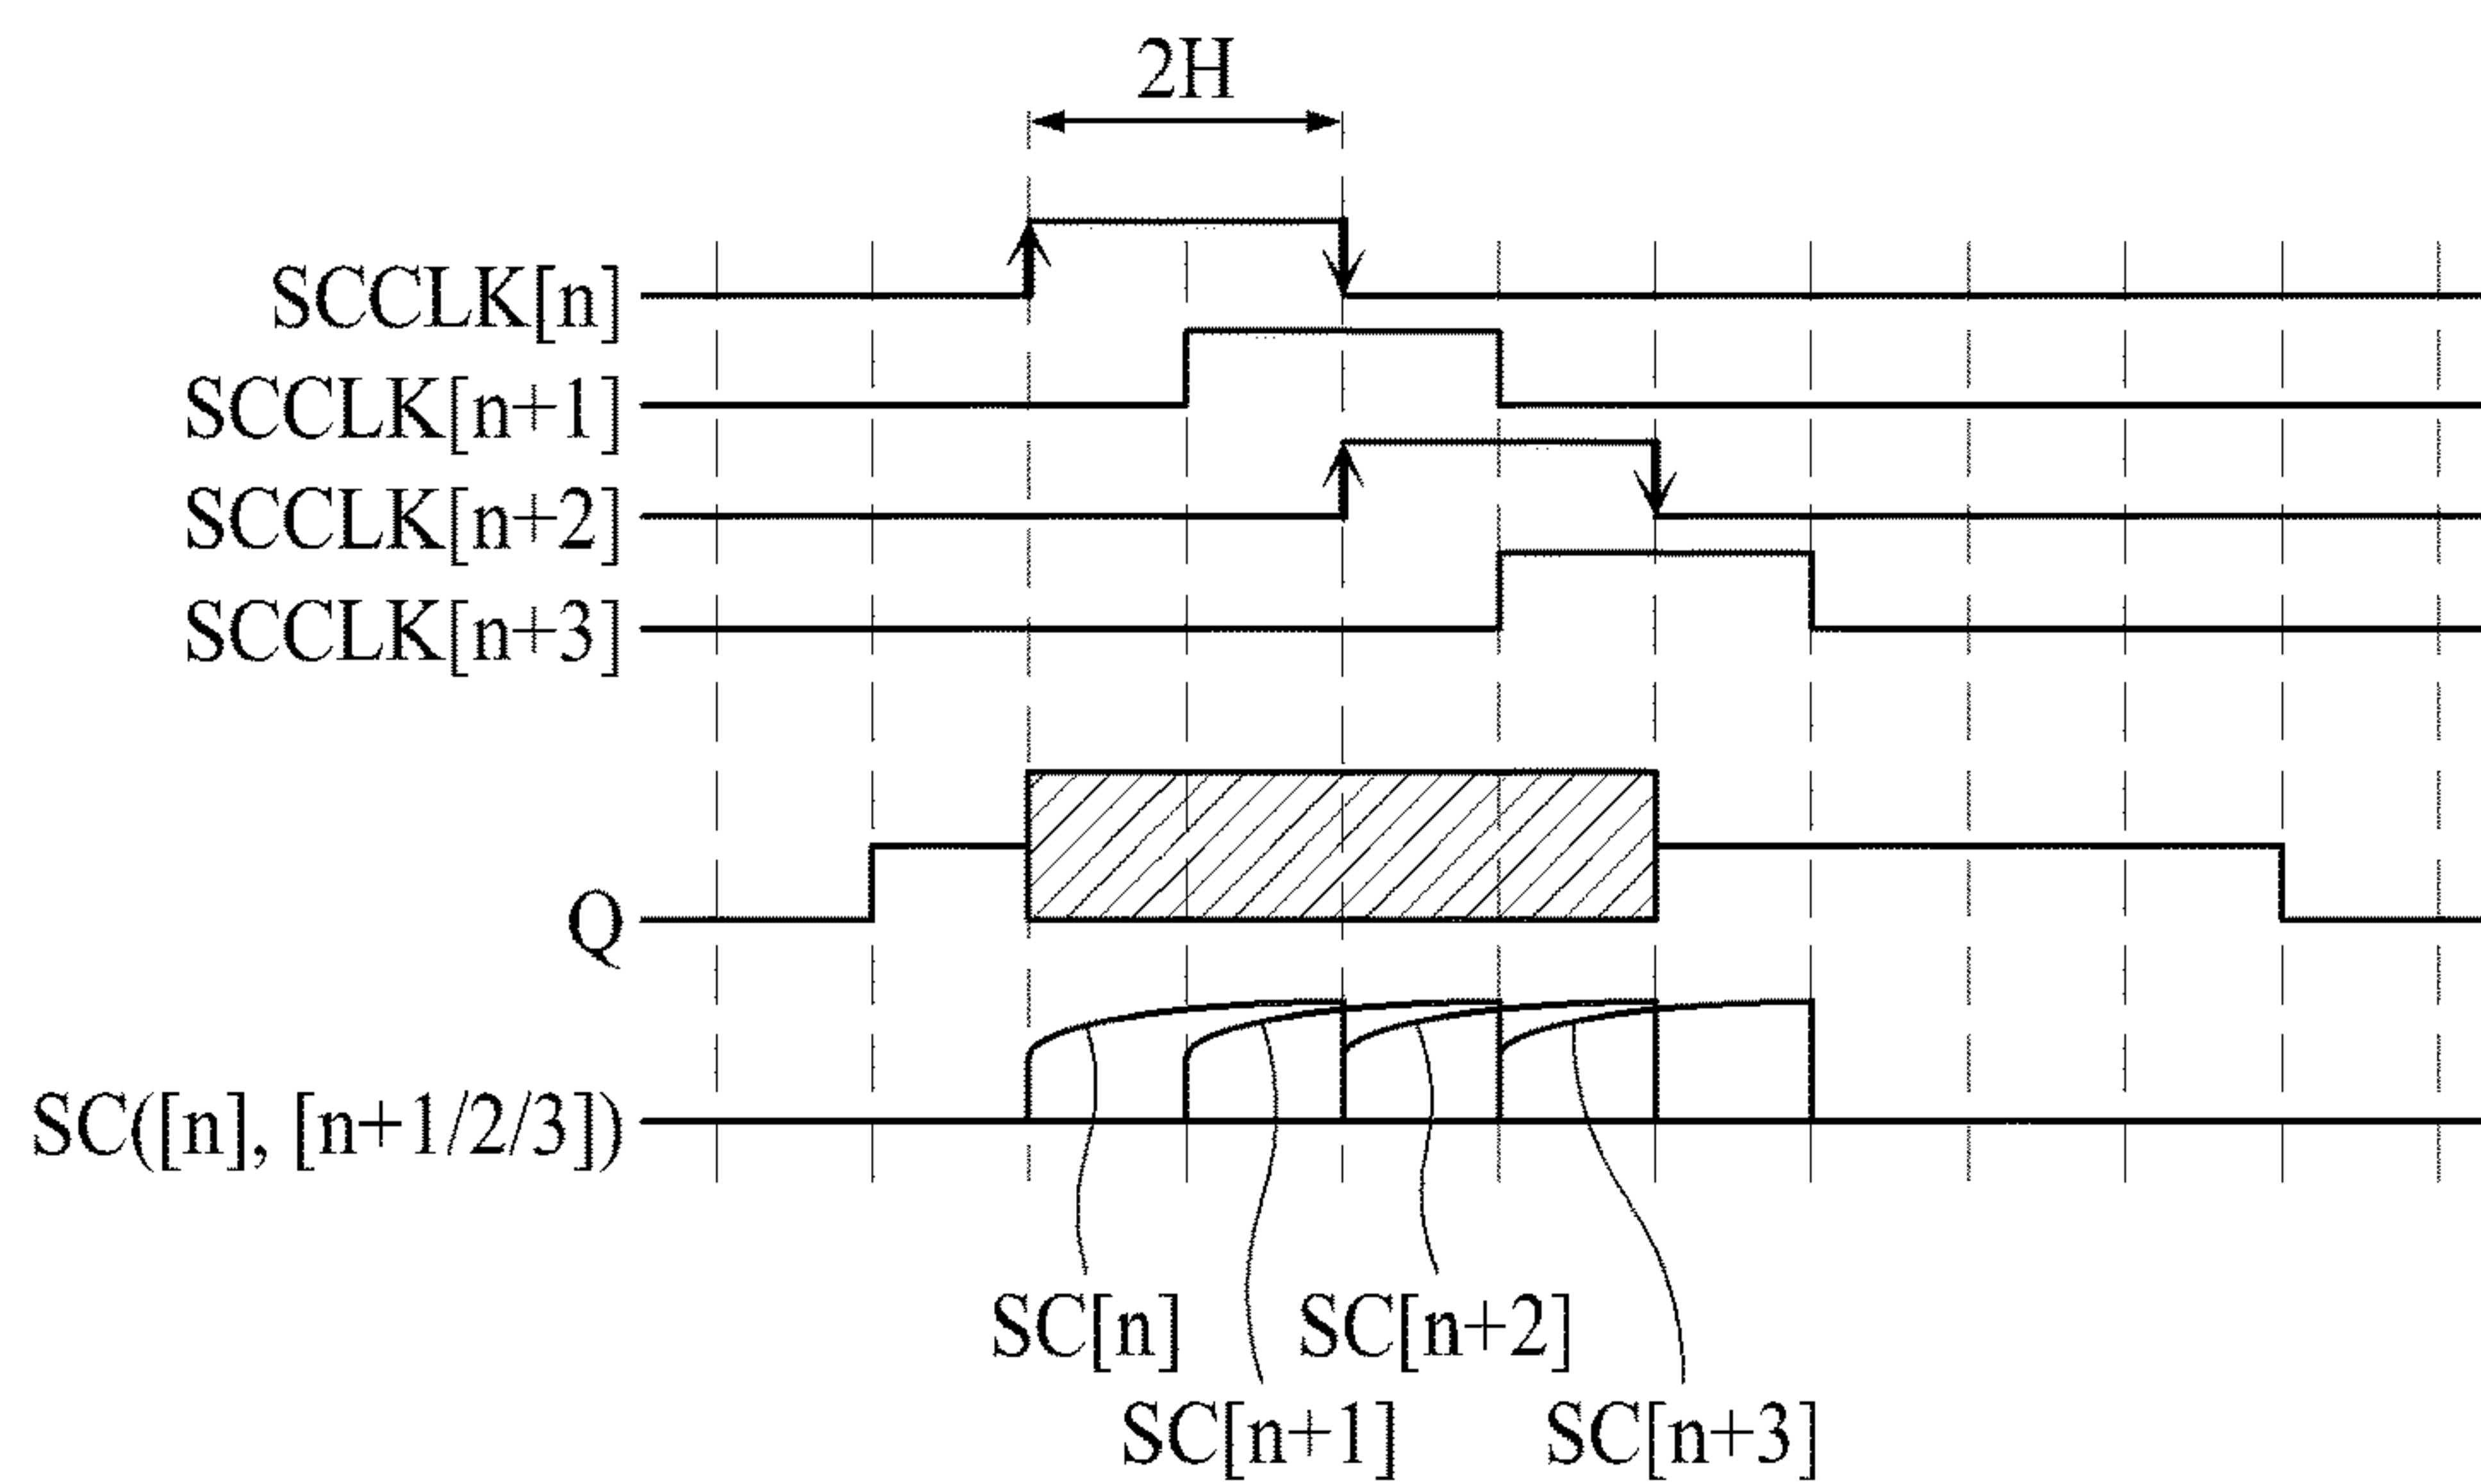 2H
SCCLK[n]
SCCLK[n+1]
SCCLK[n+2]
SCCLK[n+3]
Q
SC([n], [n+1/2/3])
SC[n]
SC[n+2]
SC[n+1]
SC[n+3]